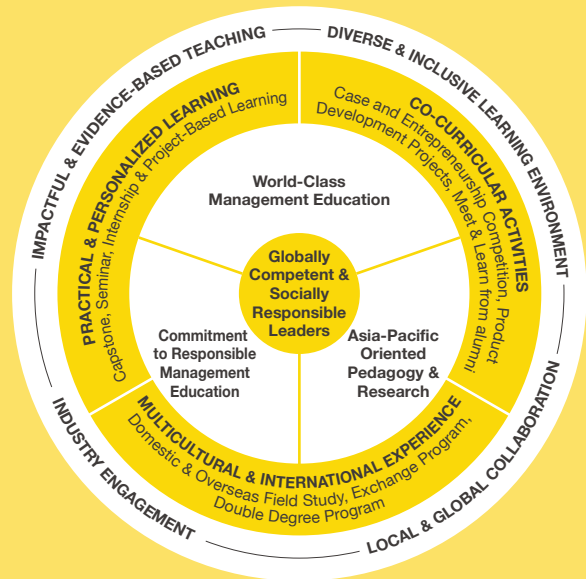 IMPACTFUL & EVIDENCE-BASED TEACHING
DIVERSE & INCLUSIVE LEARNING ENVIRONMENT
LOCAL & GLOBAL COLLABORATION
INDUSTRY ENGAGEMENT
PRACTICAL & PERSONALIZED LEARNING
Capstone, Seminar, Internship & Project-Based Learning
CO-CURRICULAR ACTIVITIES
Case and Entrepreneurship Competition, Product
Development Projects, Meet & Learn from alumni
MULTICULTURAL & INTERNATIONAL EXPERIENCE
Domestic & Overseas Field Study, Exchange Program,
Double Degree Program
World-Class
Management Education
Globally
Competent &
Socially
Responsible
Leaders
Commitment
to Responsible
Management
Education
Asia-Pacific
Oriented
Pedagogy &
Research